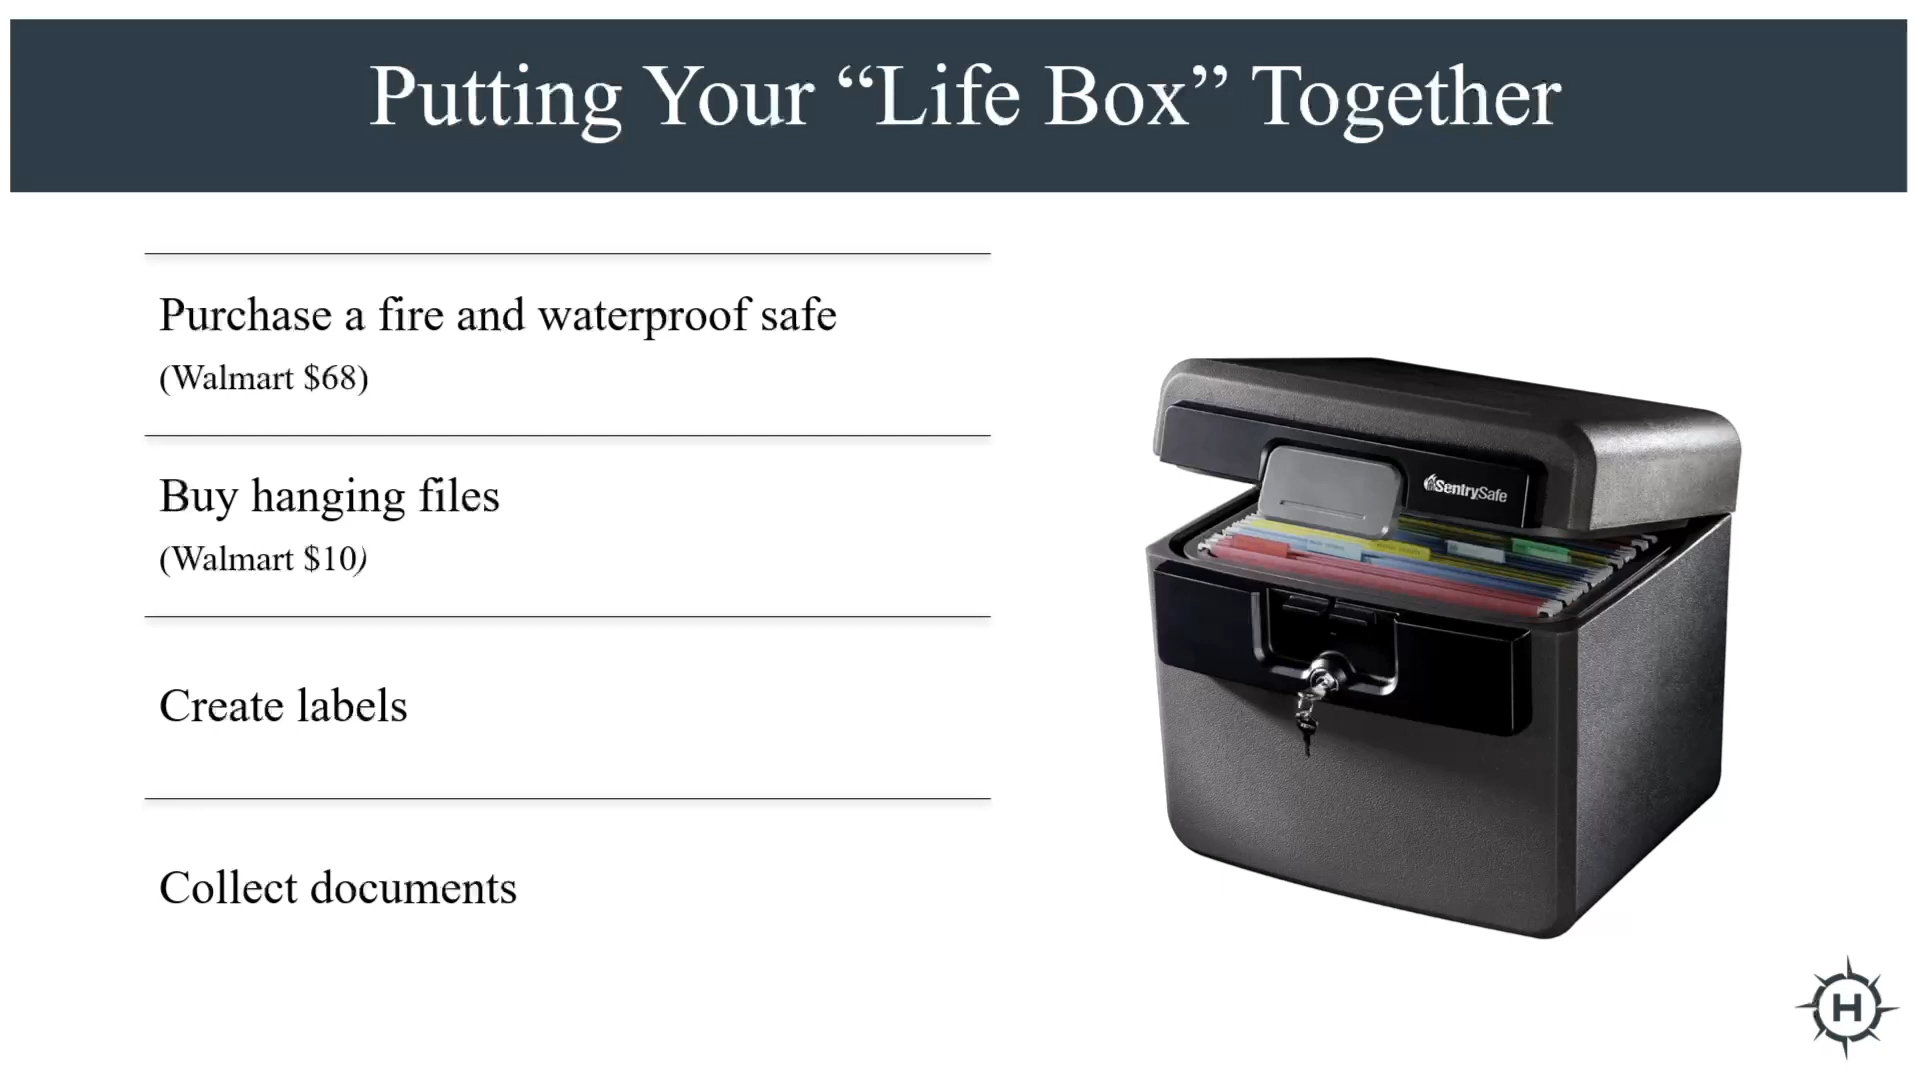 Putting Your “Life Box” Together
Purchase a fire and waterproof safe
(Walmart $68)
Buy hanging files
(Walmart $10)
Create labels
Collect documents
SentrySafe
H